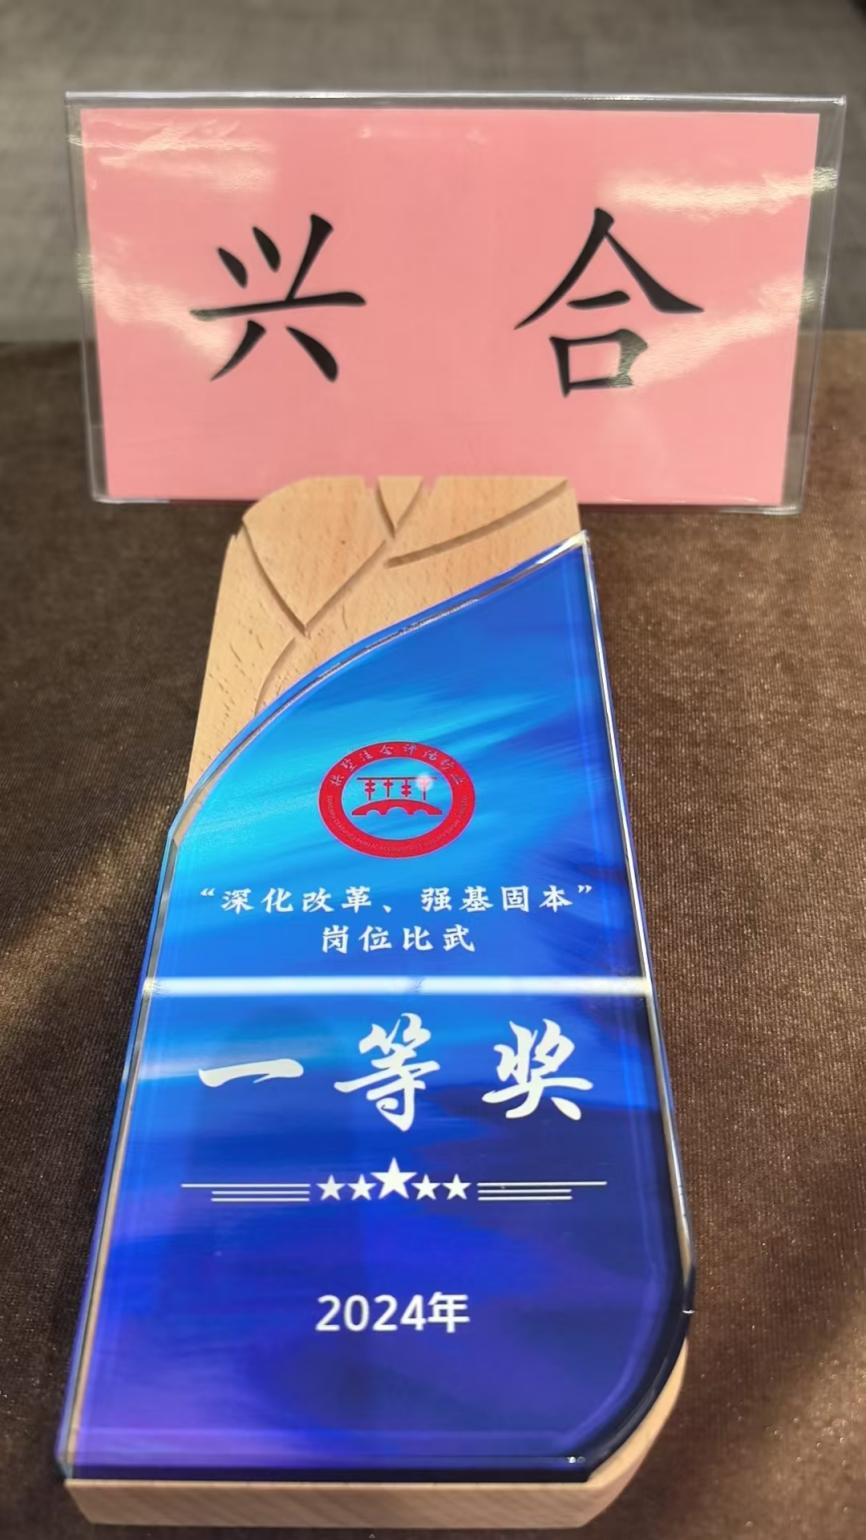 兴 合
“深化改革、强基固本”
岗位比武
一等奖
2024年